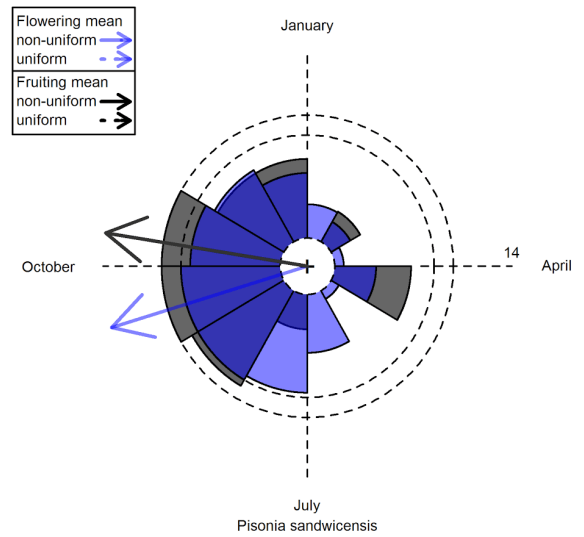 Flowering mean
non-uniform
uniform
Fruiting mean
non-uniform
uniform
January
October
14
April
July
Pisonia sandwicensis